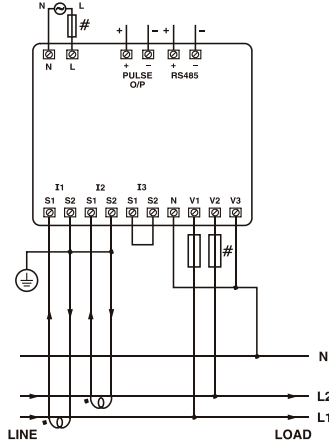 N L
#
N L + − + −
PULSE O/P RS485
I1 I2 I3
S1 S2 S1 S2 S1 S2 N V1 V2 V3
#
N
L2
L1
LINE LOAD